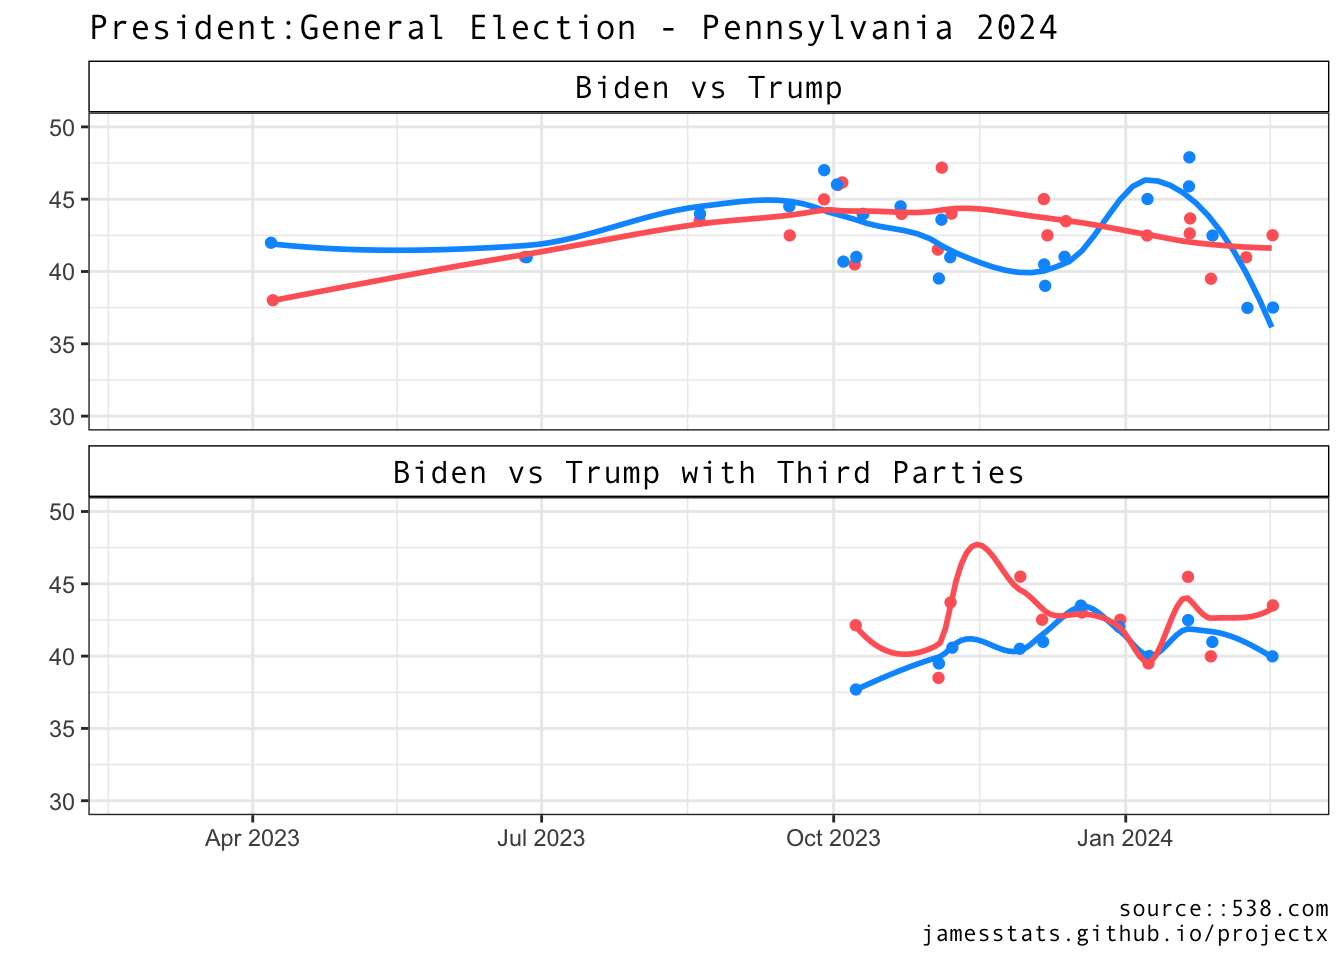 President:General Election - Pennsylvania 2024
Biden vs Trump
50
45
40
35
30
Biden vs Trump with Third Parties
50
45
40
35
30
Apr 2023
Jul 2023
Oct 2023
Jan 2024
source::538.com
jamesstats.github.io/projectx